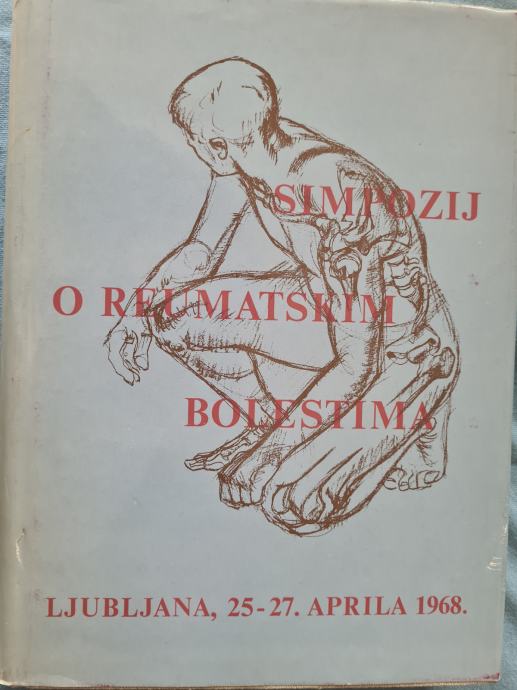 SIMPOZIJ
O REUMATSKIM
BOLESTIMA
LJUBLJANA, 25-27. APRILA 1968.